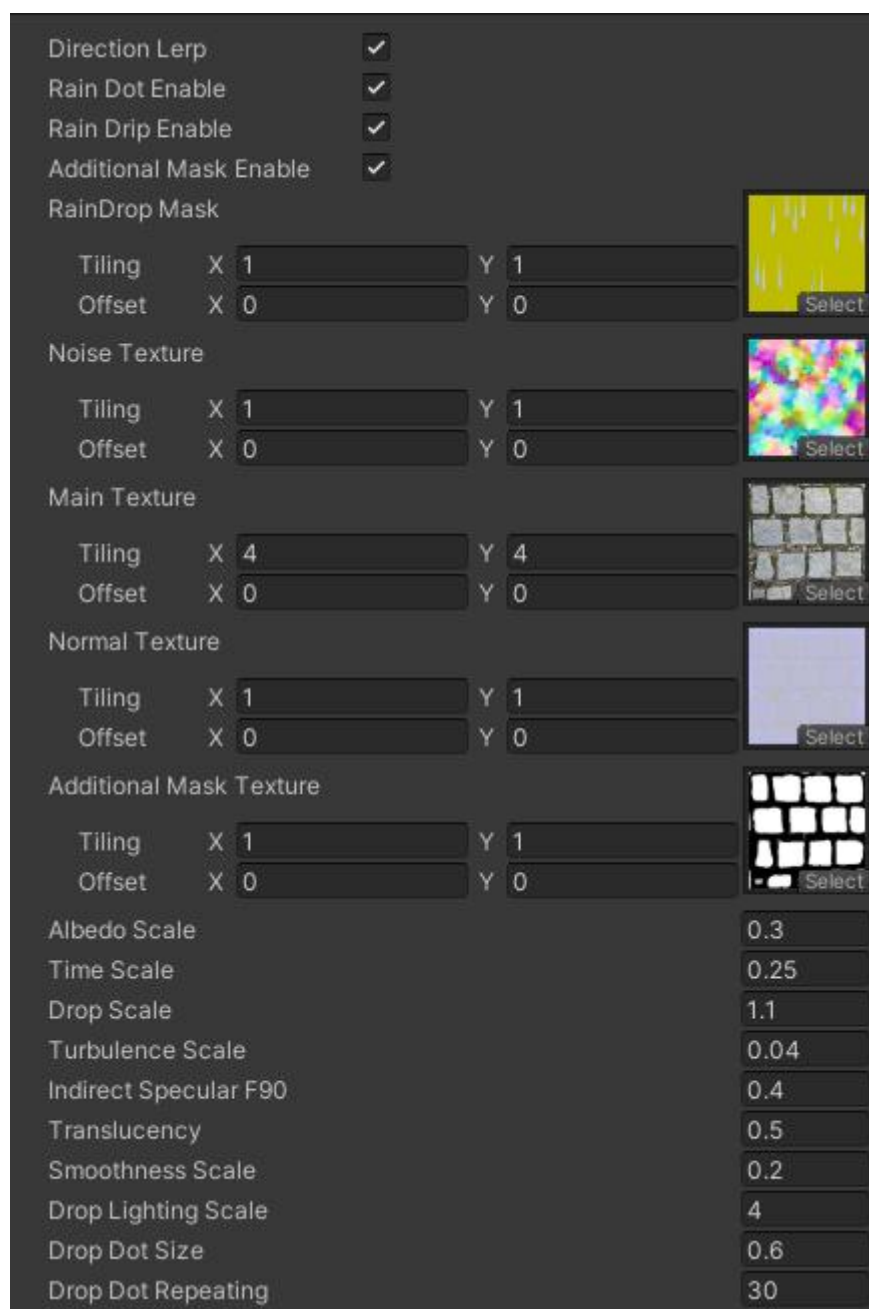 Direction Lerp
Rain Dot Enable
Rain Drip Enable
Additional Mask Enable
RainDrop Mask
Tiling X 1 Y 1
Offset X 0 Y 0
Select
Noise Texture
Tiling X 1 Y 1
Offset X 0 Y 0
Select
Main Texture
Tiling X 4 Y 4
Offset X 0 Y 0
Select
Normal Texture
Tiling X 1 Y 1
Offset X 0 Y 0
Select
Additional Mask Texture
Tiling X 1 Y 1
Offset X 0 Y 0
Select
Albedo Scale 0.3
Time Scale 0.25
Drop Scale 1.1
Turbulence Scale 0.04
Indirect Specular F90 0.4
Translucency 0.5
Smoothness Scale 0.2
Drop Lighting Scale 4
Drop Dot Size 0.6
Drop Dot Repeating 30